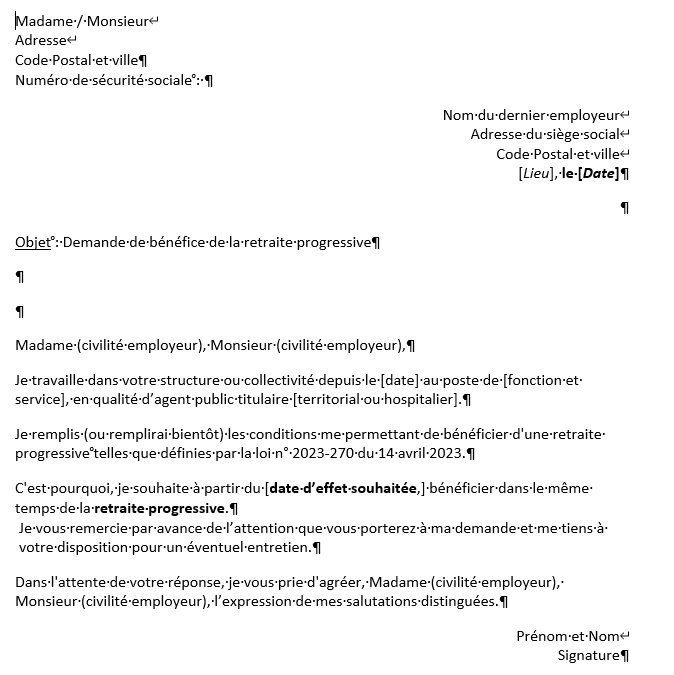 Madame / Monsieur
Adresse
Code Postal et ville
Numéro de sécurité sociale :
Nom du dernier employeur
Adresse du siège social
Code Postal et ville
[Lieu], le [Date]
Objet : Demande de bénéfice de la retraite progressive
Madame (civilité employeur), Monsieur (civilité employeur),
Je travaille dans votre structure ou collectivité depuis le [date] au poste de [fonction et
service], en qualité d’agent public titulaire [territorial ou hospitalier].
Je remplis (ou remplirai bientôt) les conditions me permettant de bénéficier d'une retraite
progressive telles que définies par la loi n° 2023-270 du 14 avril 2023.
C'est pourquoi, je souhaite à partir du [date d’effet souhaitée,] bénéficier dans le même
temps de la retraite progressive.
Je vous remercie par avance de l’attention que vous porterez à ma demande et me tiens à
votre disposition pour un éventuel entretien.
Dans l'attente de votre réponse, je vous prie d'agréer, Madame (civilité employeur),
Monsieur (civilité employeur), l’expression de mes salutations distinguées.
Prénom et Nom
Signature